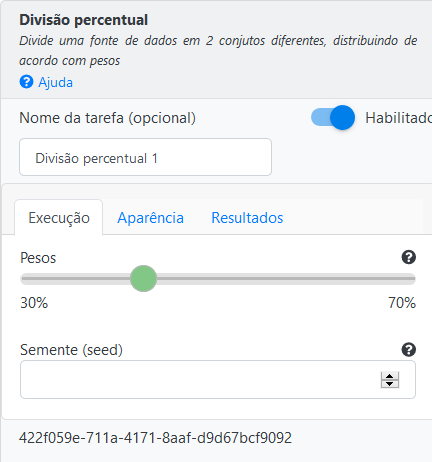 Divisão percentual
Divide uma fonte de dados em 2 conjutos diferentes, distribuindo de
acordo com pesos
Ajuda
Nome da tarefa (opcional)
Habilitado
Divisão percentual 1
Execução
Aparência
Resultados
Pesos
30%
70%
Semente (seed)
422f059e-711a-4171-8aaf-d9d67bcf9092